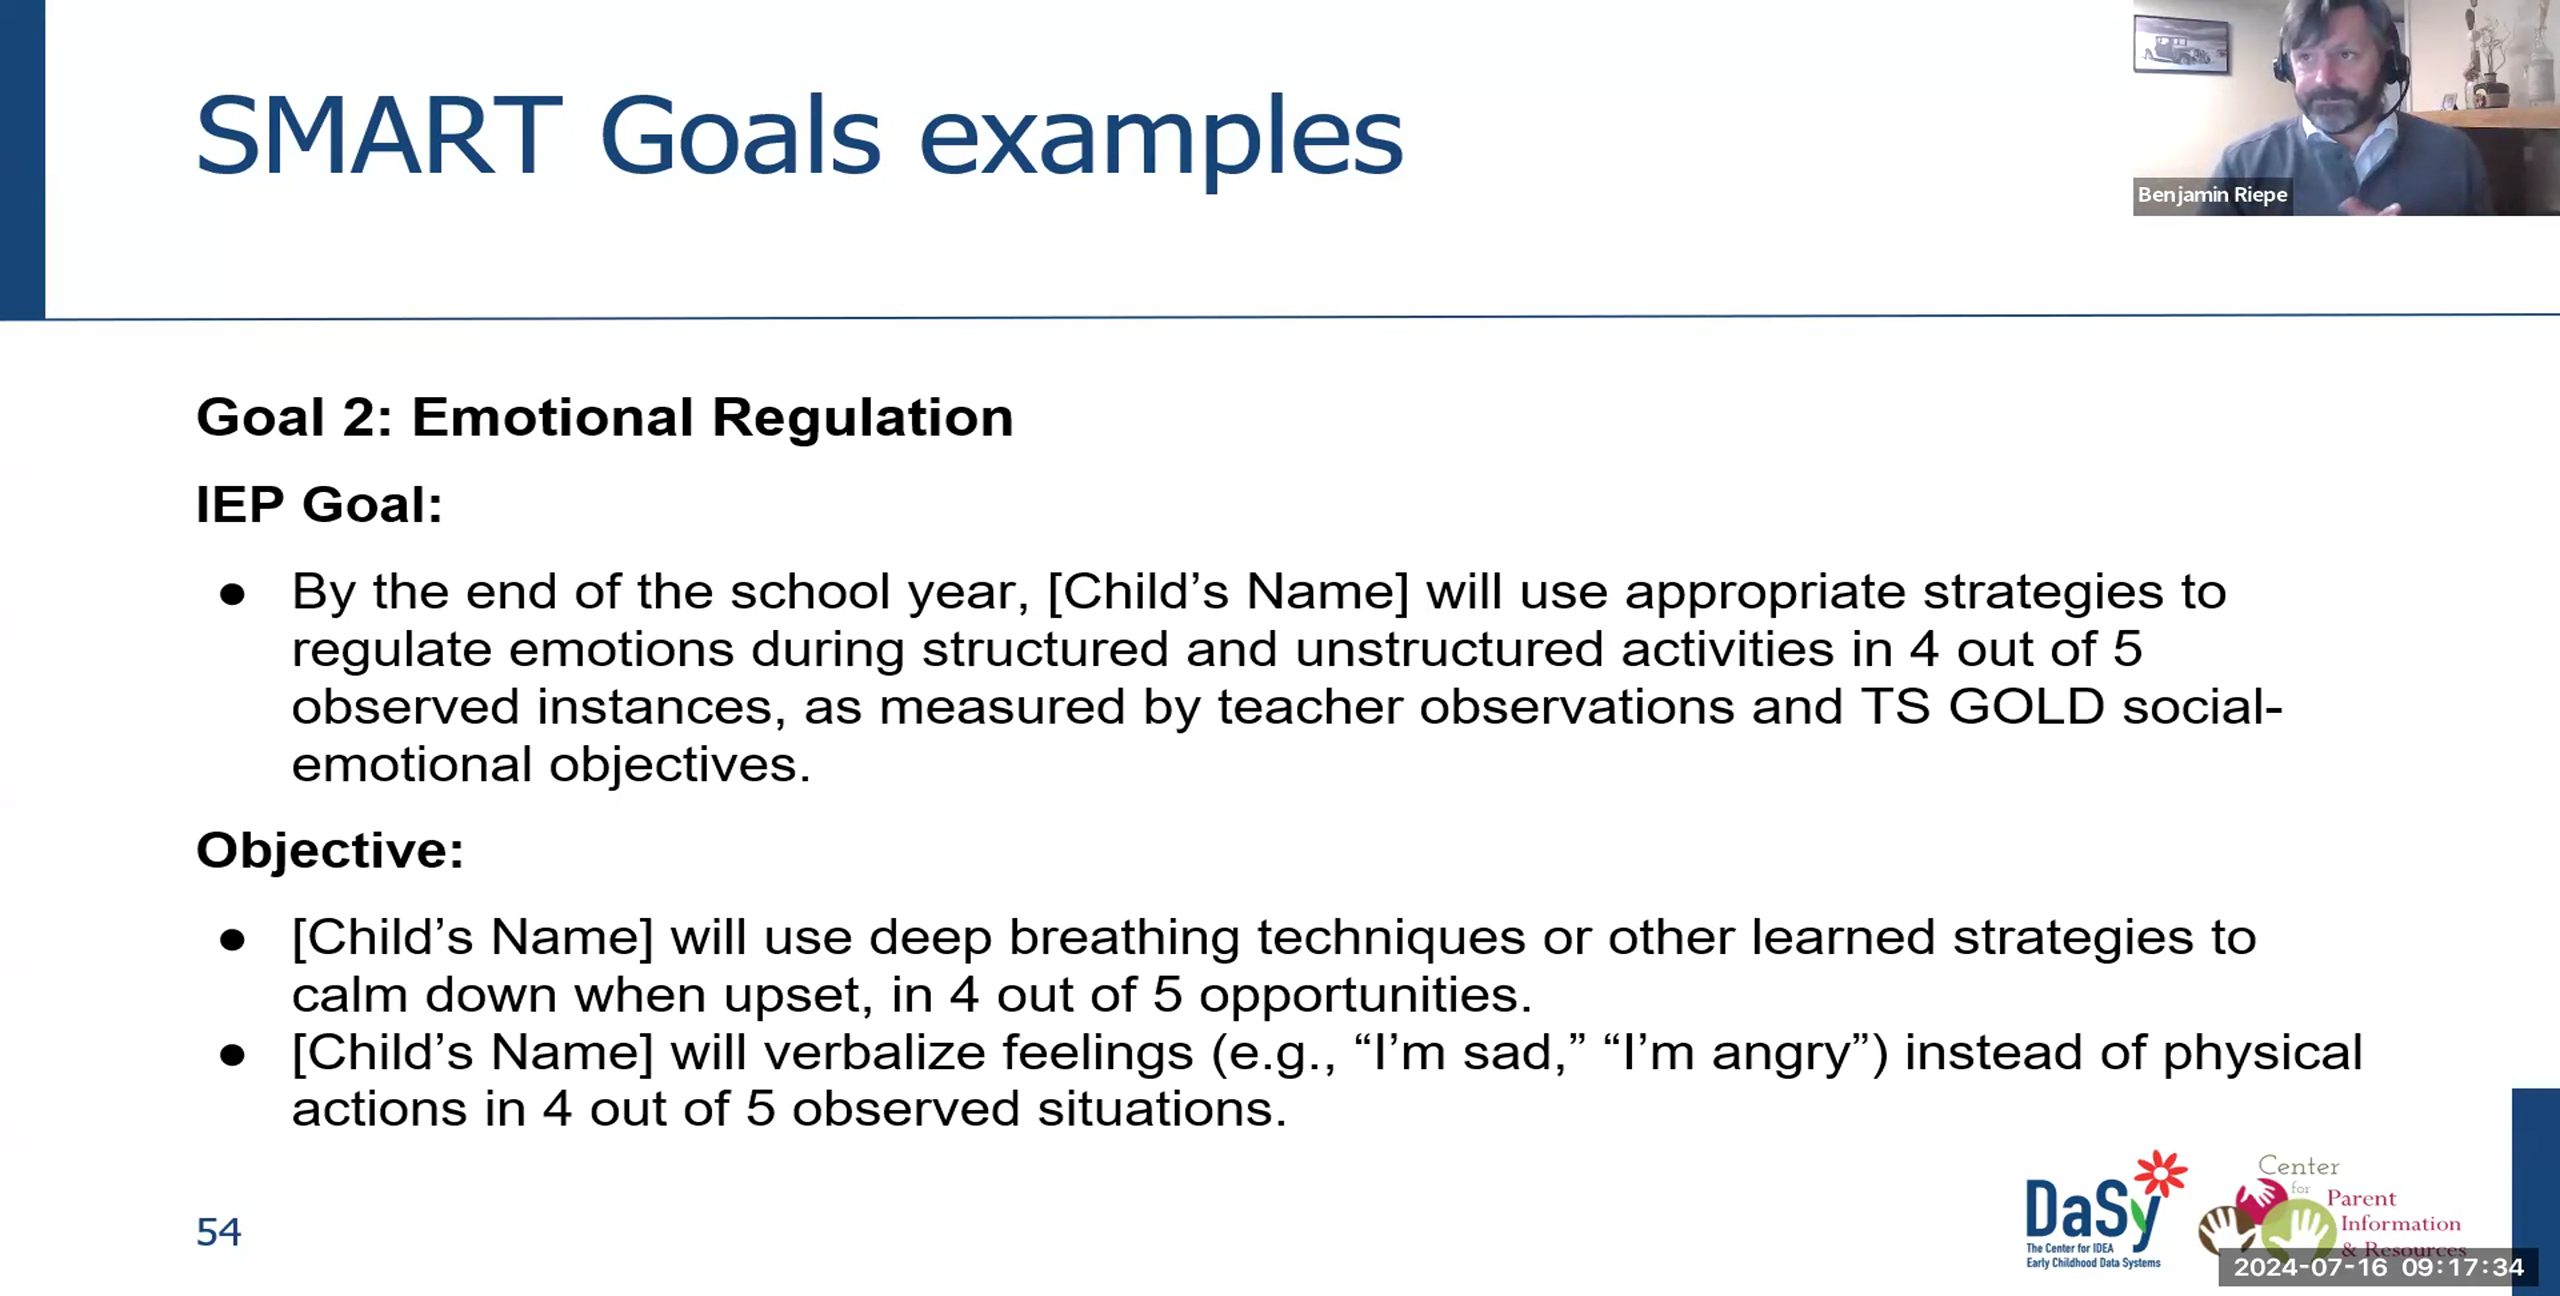 SMART Goals examples
Benjamin Riepe
Goal 2: Emotional Regulation
IEP Goal:
● By the end of the school year, [Child’s Name] will use appropriate strategies to
regulate emotions during structured and unstructured activities in 4 out of 5
observed instances, as measured by teacher observations and TS GOLD social-
emotional objectives.
Objective:
● [Child’s Name] will use deep breathing techniques or other learned strategies to
calm down when upset, in 4 out of 5 opportunities.
● [Child’s Name] will verbalize feelings (e.g., “I’m sad,” “I’m angry”) instead of physical
actions in 4 out of 5 observed situations.
54
DaSy
The Center for IDEA
Early Childhood Data Systems
Center
for
Parent
Information
& Resources
2024-07-16 09:17:34